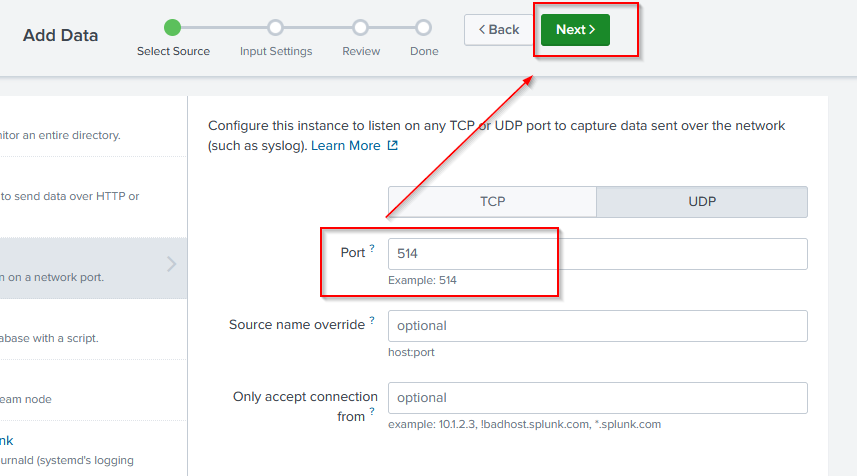 Add Data
Select Source
Input Settings
Review
Done
Back
Next
itor an entire directory.
to send data over HTTP or
n on a network port.
abase with a script.
eam node
nk
urnald (systemd's logging
Configure this instance to listen on any TCP or UDP port to capture data sent over the network
(such as syslog). Learn More
TCP
UDP
Port ?
514
Example: 514
Source name override ?
optional
host:port
Only accept connection
from ?
optional
example: 10.1.2.3, !badhost.splunk.com, *.splunk.com